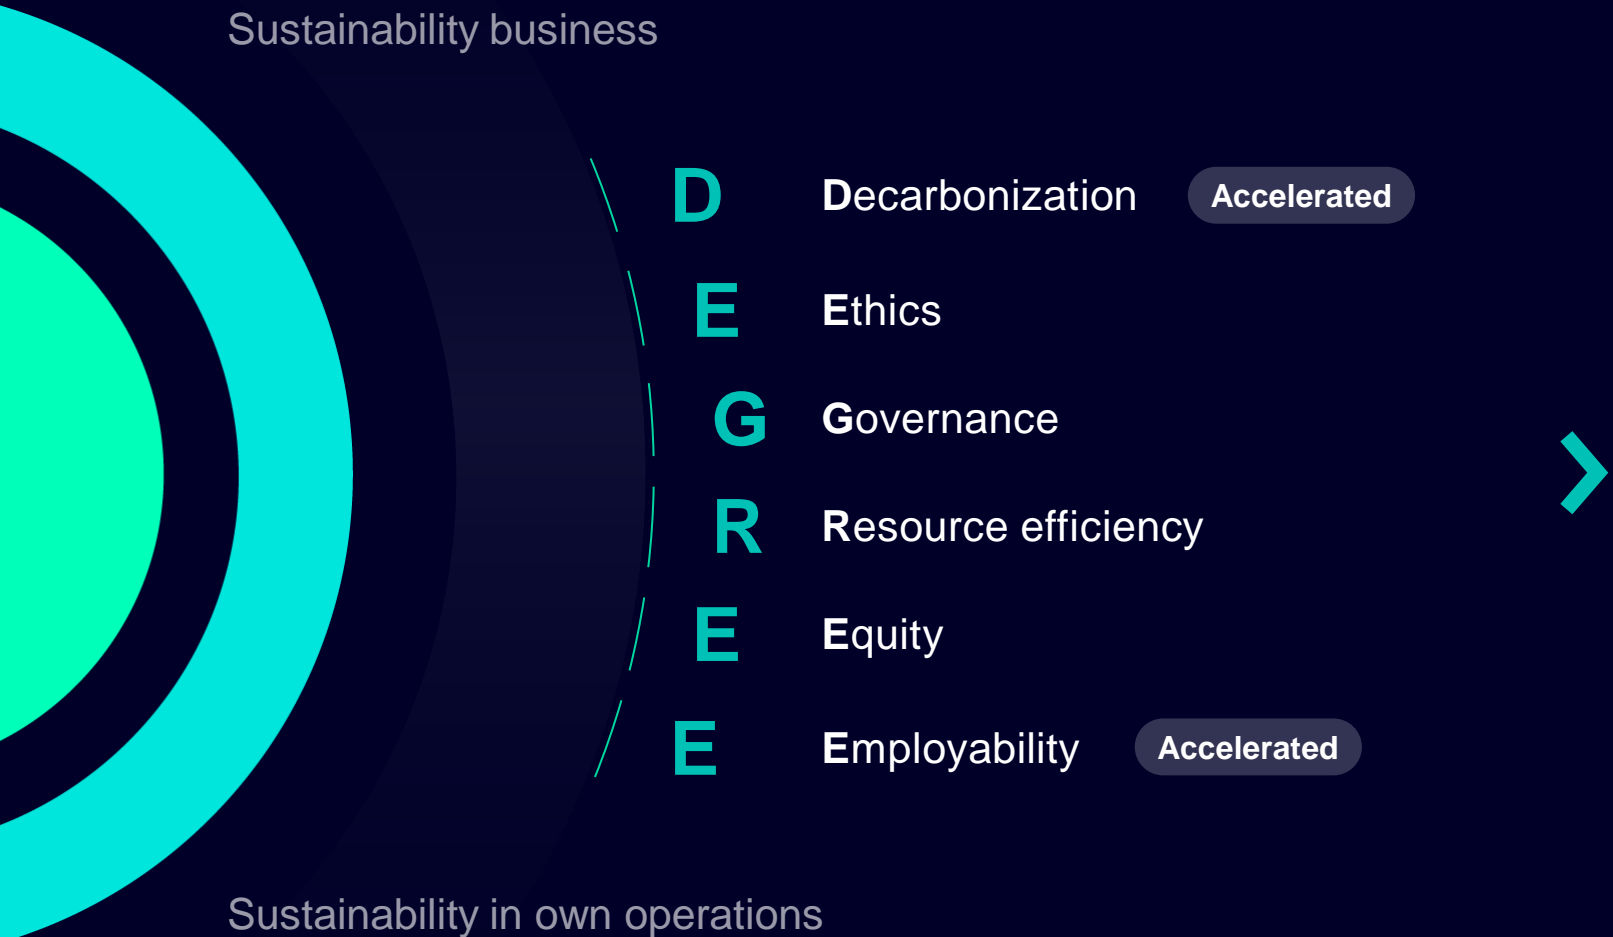 Sustainability business
D Decarbonization Accelerated
E Ethics
G Governance
R Resource efficiency
E Equity
E Employability Accelerated
Sustainability in own operations